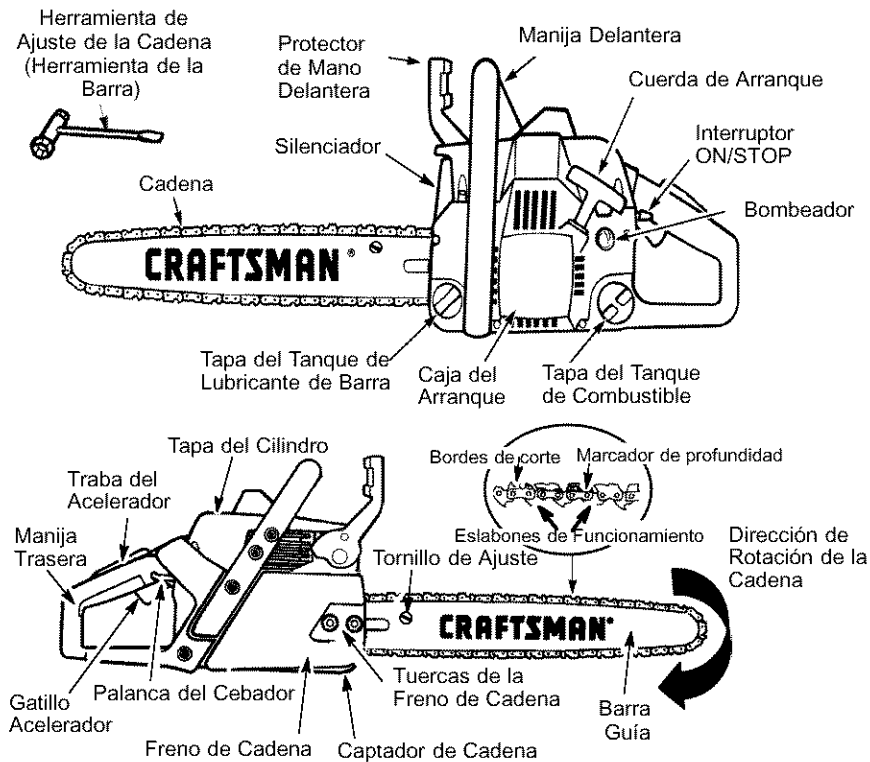 Herramienta de
Ajuste de la Cadena
(Herramienta de la
Barra)
Protector
de Mano
Delantera
Manija Delantera
Cuerda de Arranque
Interruptor
ON/STOP
Silenciador
Cadena
Bombeador
CRAFTSMAN®
Tapa del Tanque de
Lubricante de Barra
Caja del
Arranque
Tapa del Tanque
de Combustible
Tapa del Cilindro
Traba del
Acelerador
Manija
Trasera
Bordes de corte
Marcador de profundidad
Eslabones de Funcionamiento
Tornillo de Ajuste
Dirección de
Rotación de la
Cadena
CRAFTSMAN
Gatillo
Acelerador
Palanca del Cebador
Tuercas de la
Freno de Cadena
Barra
Guía
Freno de Cadena
Captador de Cadena